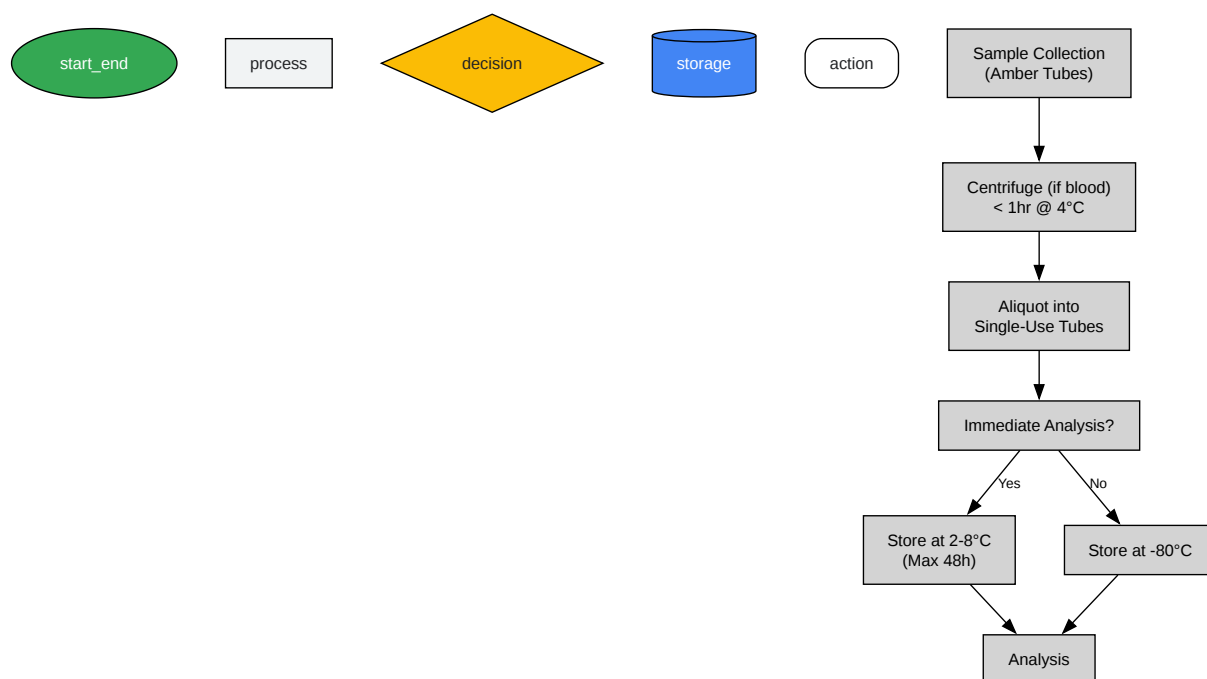 start_end
process
decision
storage
action
Sample Collection
(Amber Tubes)
Centrifuge (if blood)
< 1hr @ 4°C
Aliquot into
Single-Use Tubes
Immediate Analysis?
Yes
No
Store at 2-8°C
(Max 48h)
Store at -80°C
Analysis